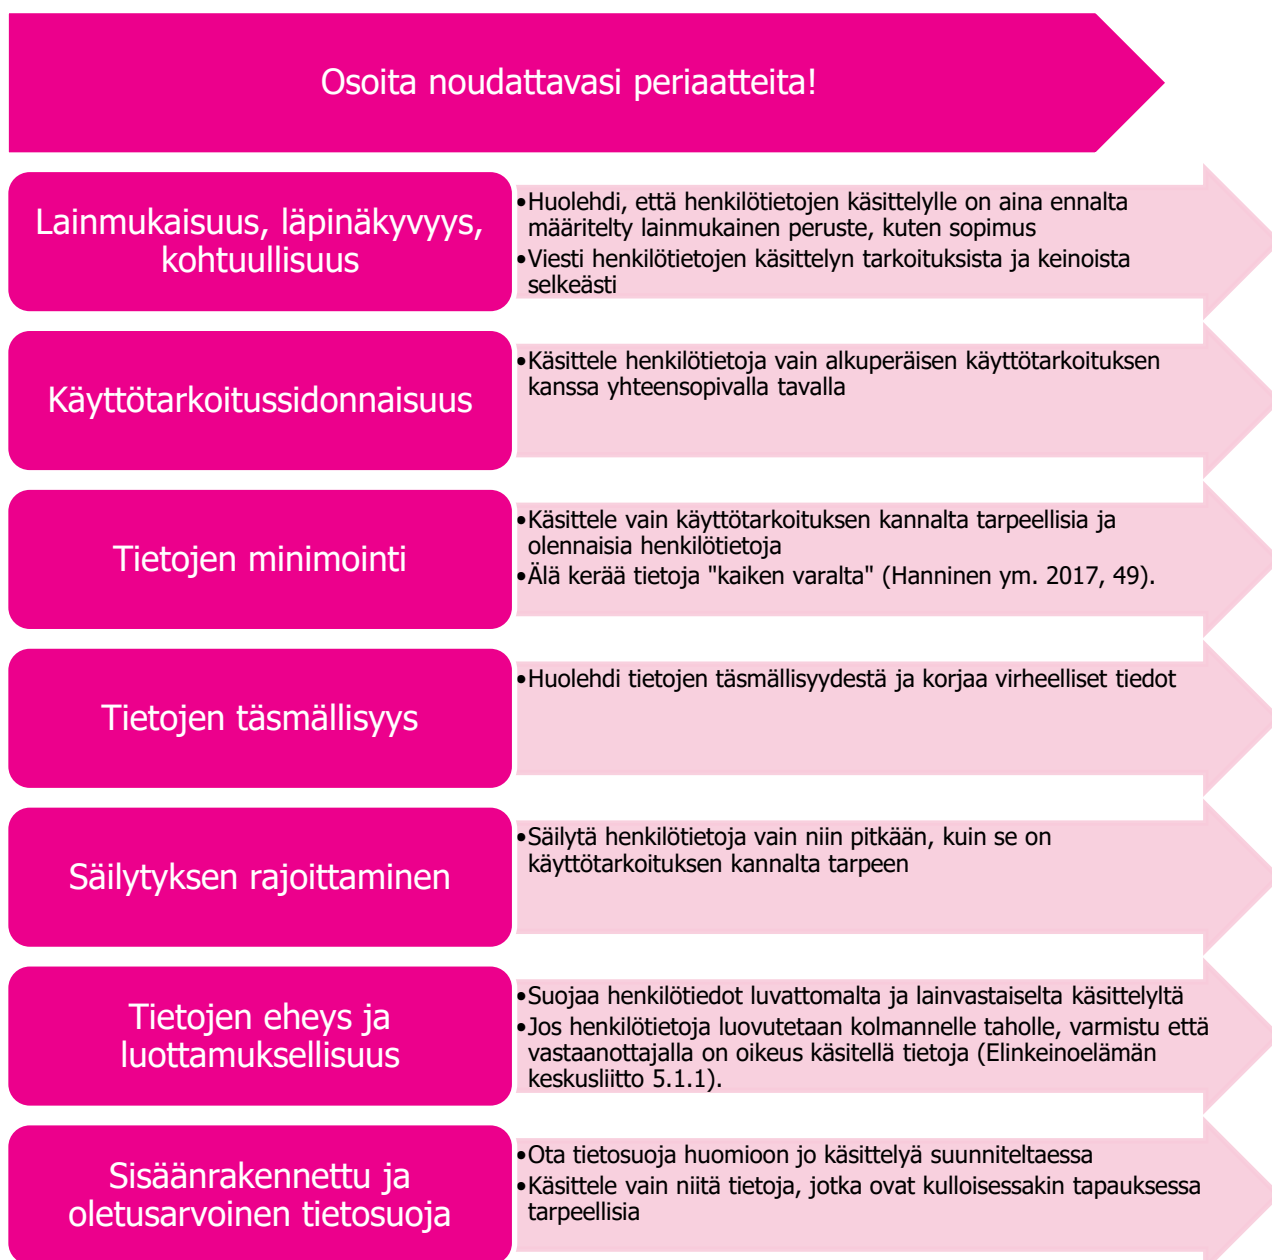 Osoita noudattavasi periaatteita!
Lainmukaisuus, läpinäkyvyys,
kohtuullisuus
•Huolehdi, että henkilötietojen käsittelylle on aina ennalta
määritelty lainmukainen peruste, kuten sopimus
•Viesti henkilötietojen käsittelyn tarkoituksista ja keinoista
selkeästi
Käyttötarkoitussidonnaisuus
•Käsittele henkilötietoja vain alkuperäisen käyttötarkoituksen
kanssa yhteensopivalla tavalla
Tietojen minimointi
•Käsittele vain käyttötarkoituksen kannalta tarpeellisia ja
olennaisia henkilötietoja
•Älä kerää tietoja "kaiken varalta" (Hanninen ym. 2017, 49).
Tietojen täsmällisyys
•Huolehdi tietojen täsmällisyydestä ja korjaa virheelliset tiedot
Säilytyksen rajoittaminen
•Säilytä henkilötietoja vain niin pitkään, kuin se on
käyttötarkoituksen kannalta tarpeen
Tietojen eheys ja
luottamuksellisuus
•Suojaa henkilötiedot luvattomalta ja lainvastaiselta käsittelyltä
•Jos henkilötietoja luovutetaan kolmannelle taholle, varmistu että
vastaanottajalla on oikeus käsitellä tietoja (Elinkeinoelämän
keskusliitto 5.1.1).
Sisäänrakennettu ja
oletusarvoinen tietosuoja
•Ota tietosuoja huomioon jo käsittelyä suunniteltaessa
•Käsittele vain niitä tietoja, jotka ovat kulloisessakin tapauksessa
tarpeellisia